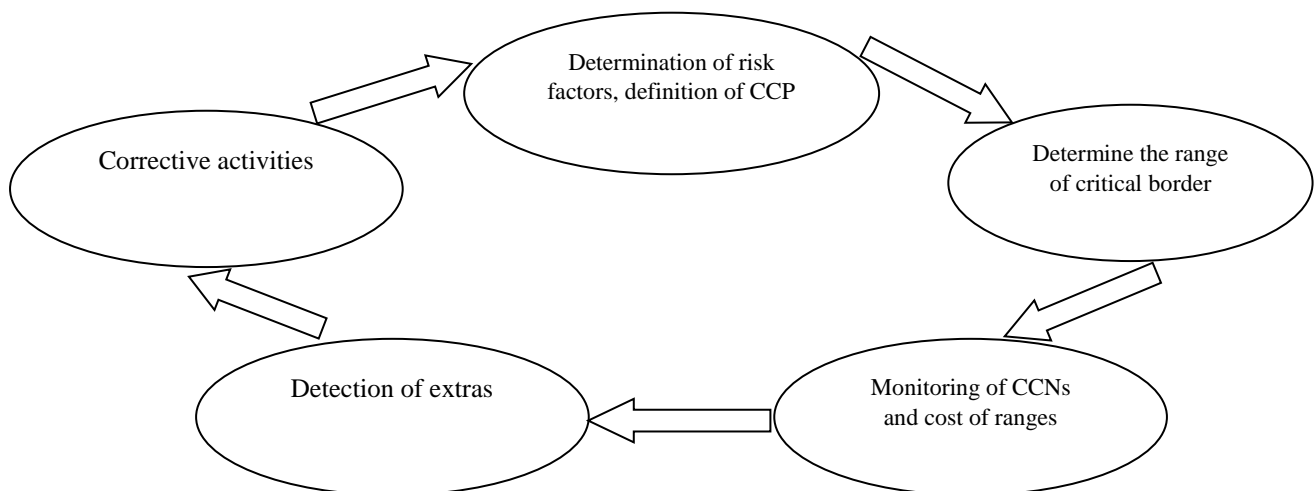 Determination of risk
factors, definition of CCP
Corrective activities
Determine the range
of critical border
Detection of extras
Monitoring of CCNs
and cost of ranges